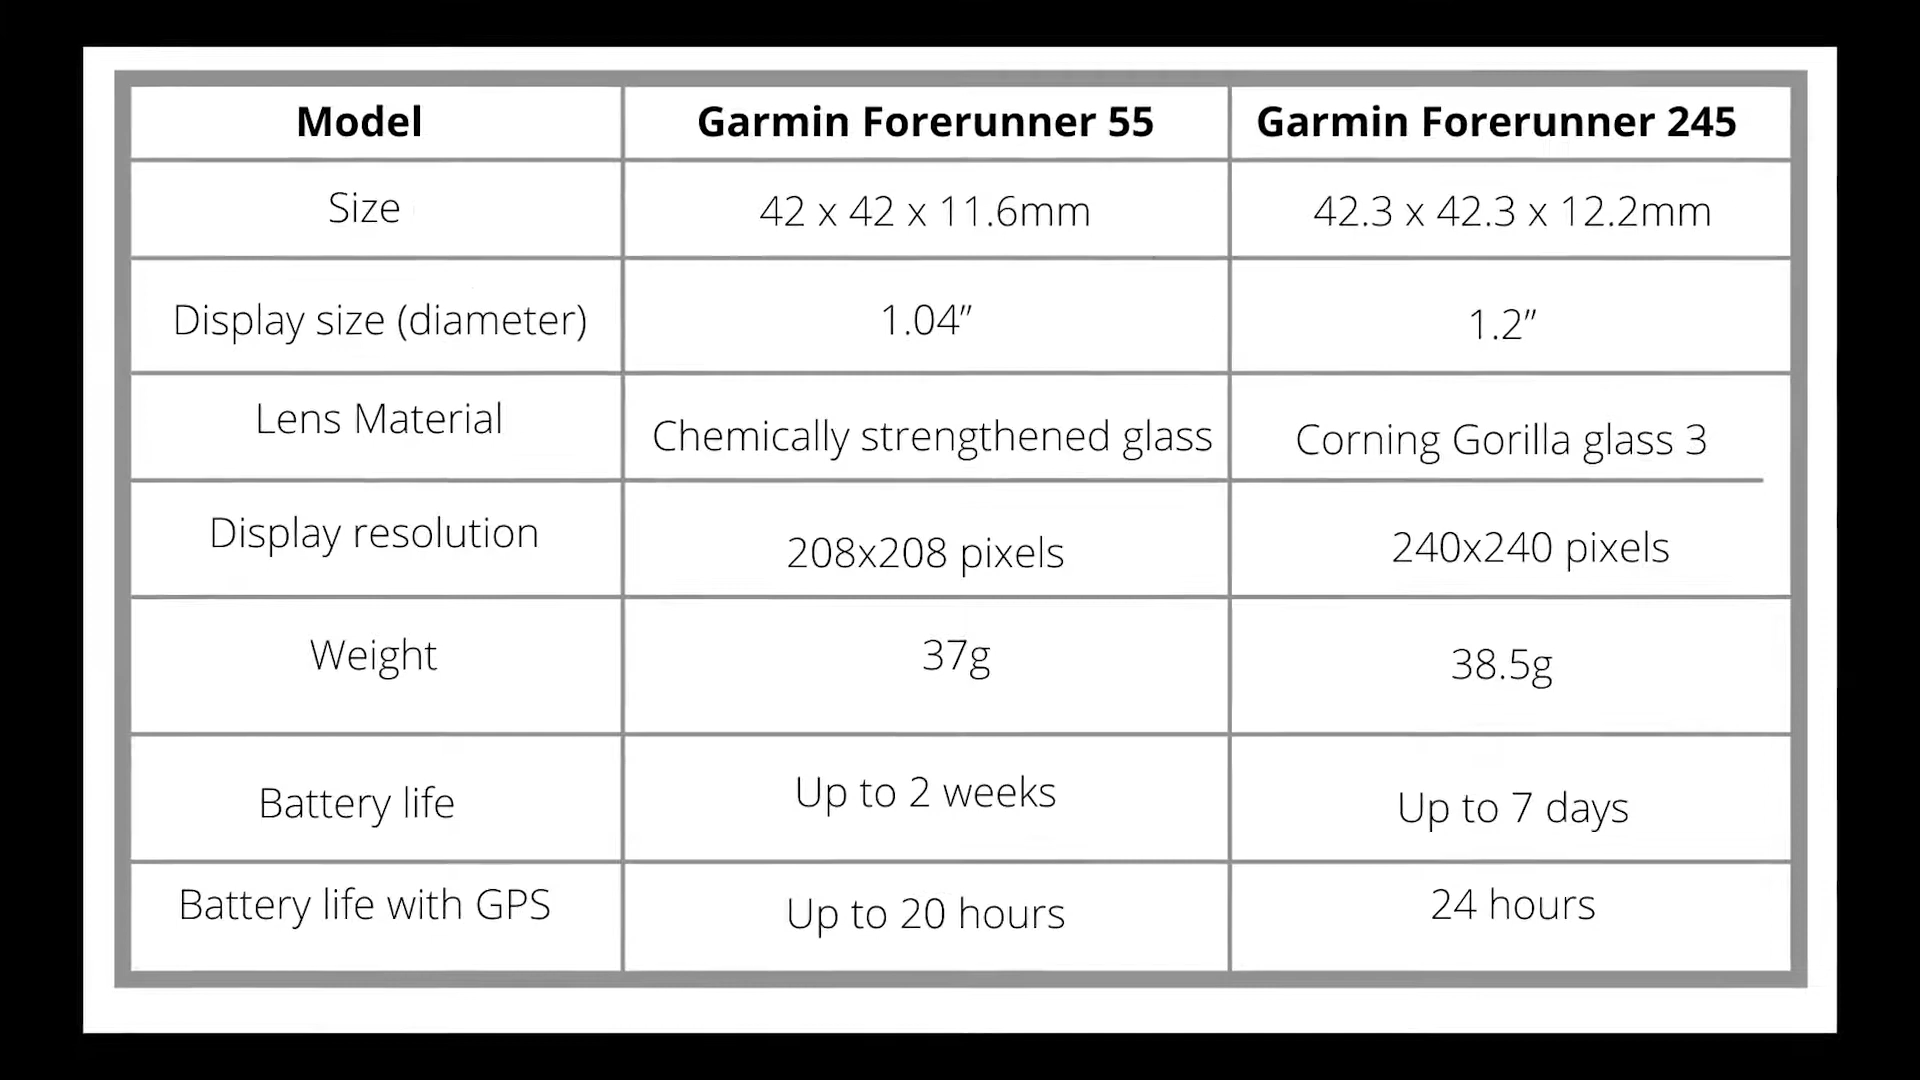 Model Garmin Forerunner 55 Garmin Forerunner 245
Size 42 x 42 x 11.6mm 42.3 x 42.3 x 12.2mm
Display size (diameter) 1.04” 1.2”
Lens Material Chemically strengthened glass Corning Gorilla glass 3
Display resolution 208x208 pixels 240x240 pixels
Weight 37g 38.5g
Battery life Up to 2 weeks Up to 7 days
Battery life with GPS Up to 20 hours 24 hours